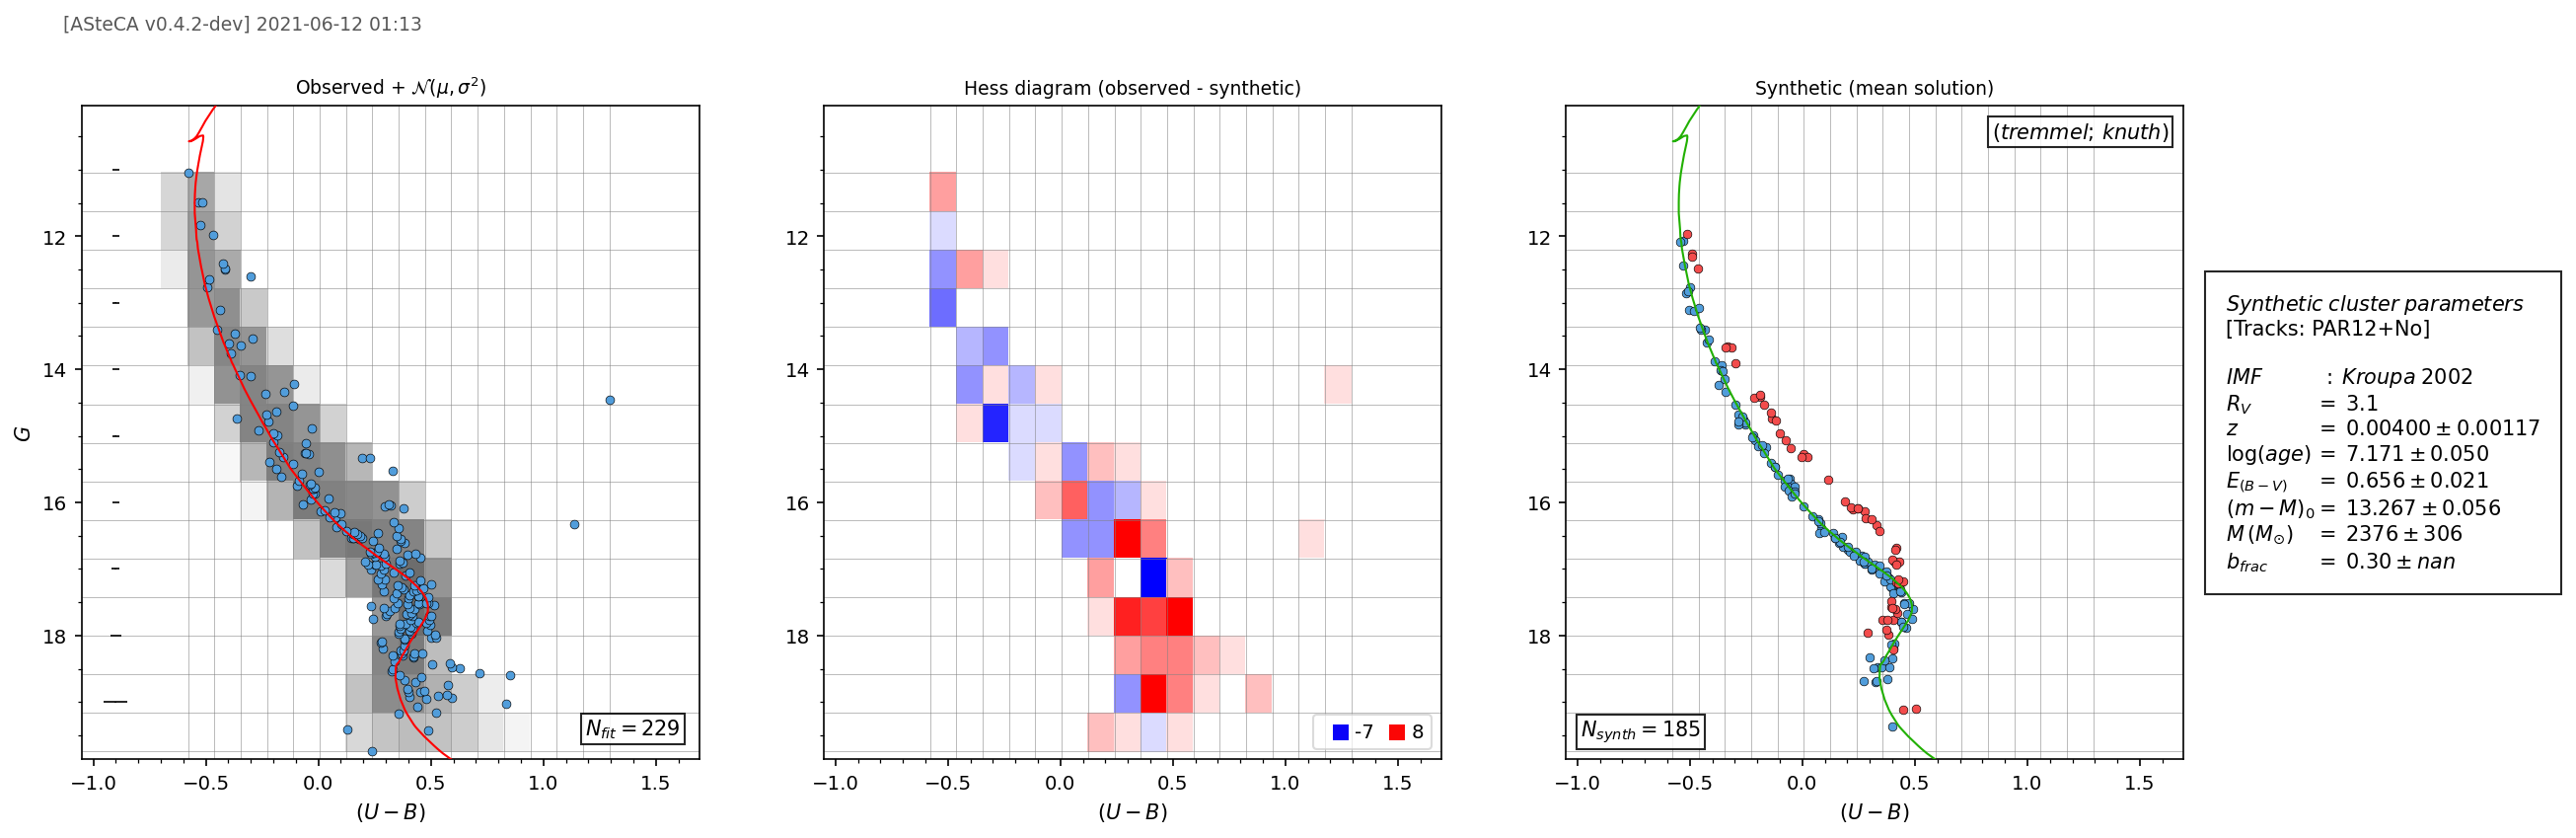 [ASteCA v0.4.2-dev] 2021-06-12 01:13
Observed + 𝒩(μ, σ²)
G
12
14
16
18
N_fit = 229
−1.0 −0.5 0.0 0.5 1.0 1.5
(U − B)
Hess diagram (observed - synthetic)
12
14
16
18
-7 8
−1.0 −0.5 0.0 0.5 1.0 1.5
(U − B)
Synthetic (mean solution)
(tremmel; knuth)
12
14
16
18
N_synth = 185
−1.0 −0.5 0.0 0.5 1.0 1.5
(U − B)
Synthetic cluster parameters
[Tracks: PAR12+No]
IMF : Kroupa 2002
R_V = 3.1
z = 0.00400 ± 0.00117
log(age) = 7.171 ± 0.050
E_(B−V) = 0.656 ± 0.021
(m − M)₀ = 13.267 ± 0.056
M (M_⊙) = 2376 ± 306
b_frac = 0.30 ± nan